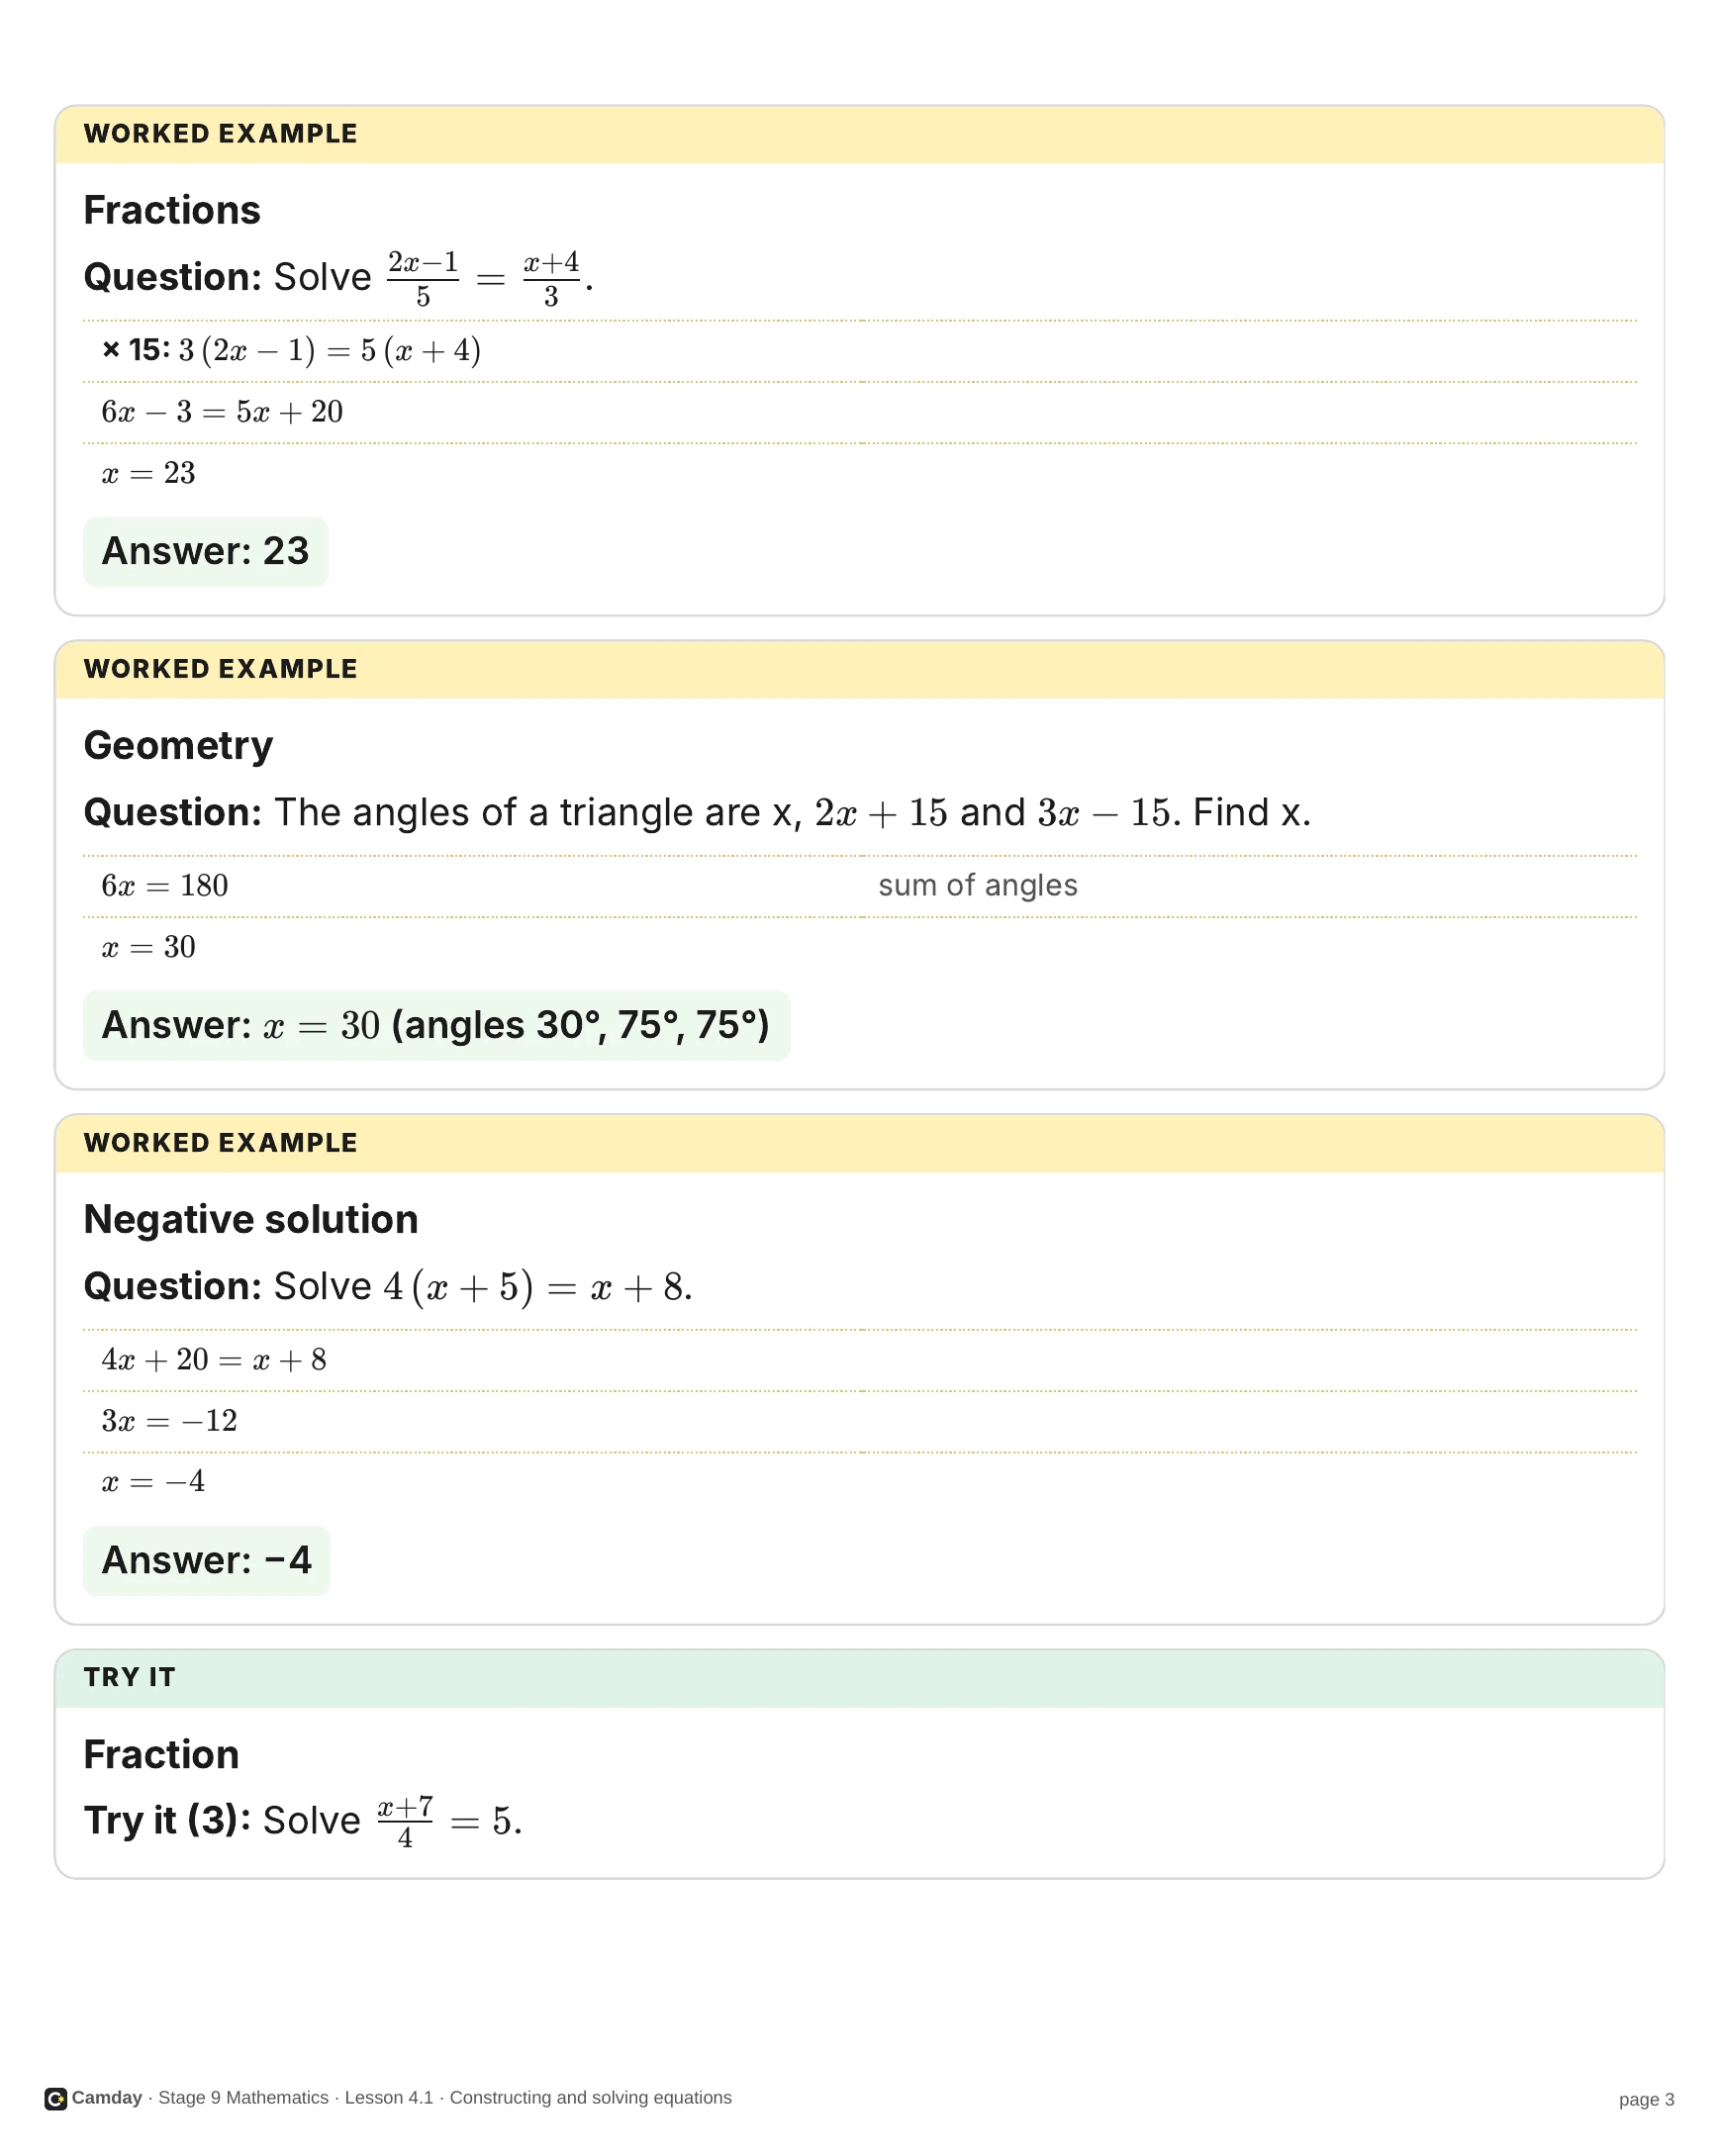 WORKED EXAMPLE
Fractions
Question: Solve \frac{2x−1}{5} = \frac{x+4}{3}.
× 15: 3 (2x − 1) = 5 (x + 4)
6x − 3 = 5x + 20
x = 23
Answer: 23
WORKED EXAMPLE
Geometry
Question: The angles of a triangle are x, 2x + 15 and 3x − 15. Find x.
6x = 180 sum of angles
x = 30
Answer: x = 30 (angles 30°, 75°, 75°)
WORKED EXAMPLE
Negative solution
Question: Solve 4 (x + 5) = x + 8.
4x + 20 = x + 8
3x = −12
x = −4
Answer: −4
TRY IT
Fraction
Try it (3): Solve \frac{x+7}{4} = 5.
Camday · Stage 9 Mathematics · Lesson 4.1 · Constructing and solving equations page 3